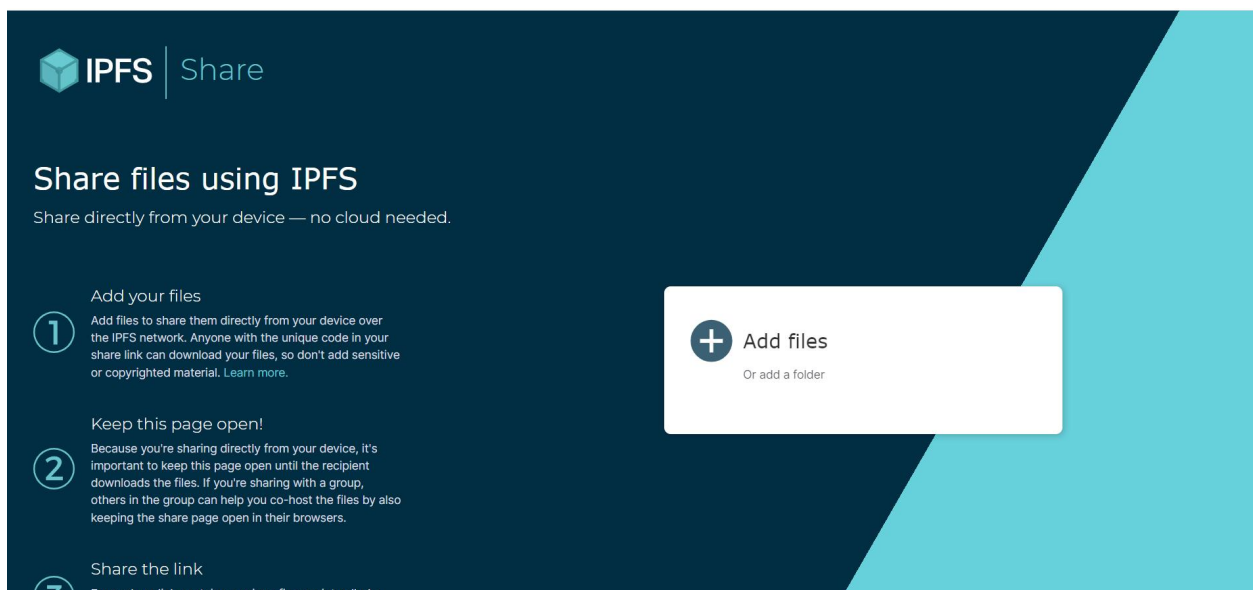 IPFS | Share
Share files using IPFS
Share directly from your device — no cloud needed.
1
Add your files
Add files to share them directly from your device over
the IPFS network. Anyone with the unique code in your
share link can download your files, so don't add sensitive
or copyrighted material. Learn more.
2
Keep this page open!
Because you're sharing directly from your device, it's
important to keep this page open until the recipient
downloads the files. If you're sharing with a group,
others in the group can help you co-host the files by also
keeping the share page open in their browsers.
3
Share the link
Add files
Or add a folder